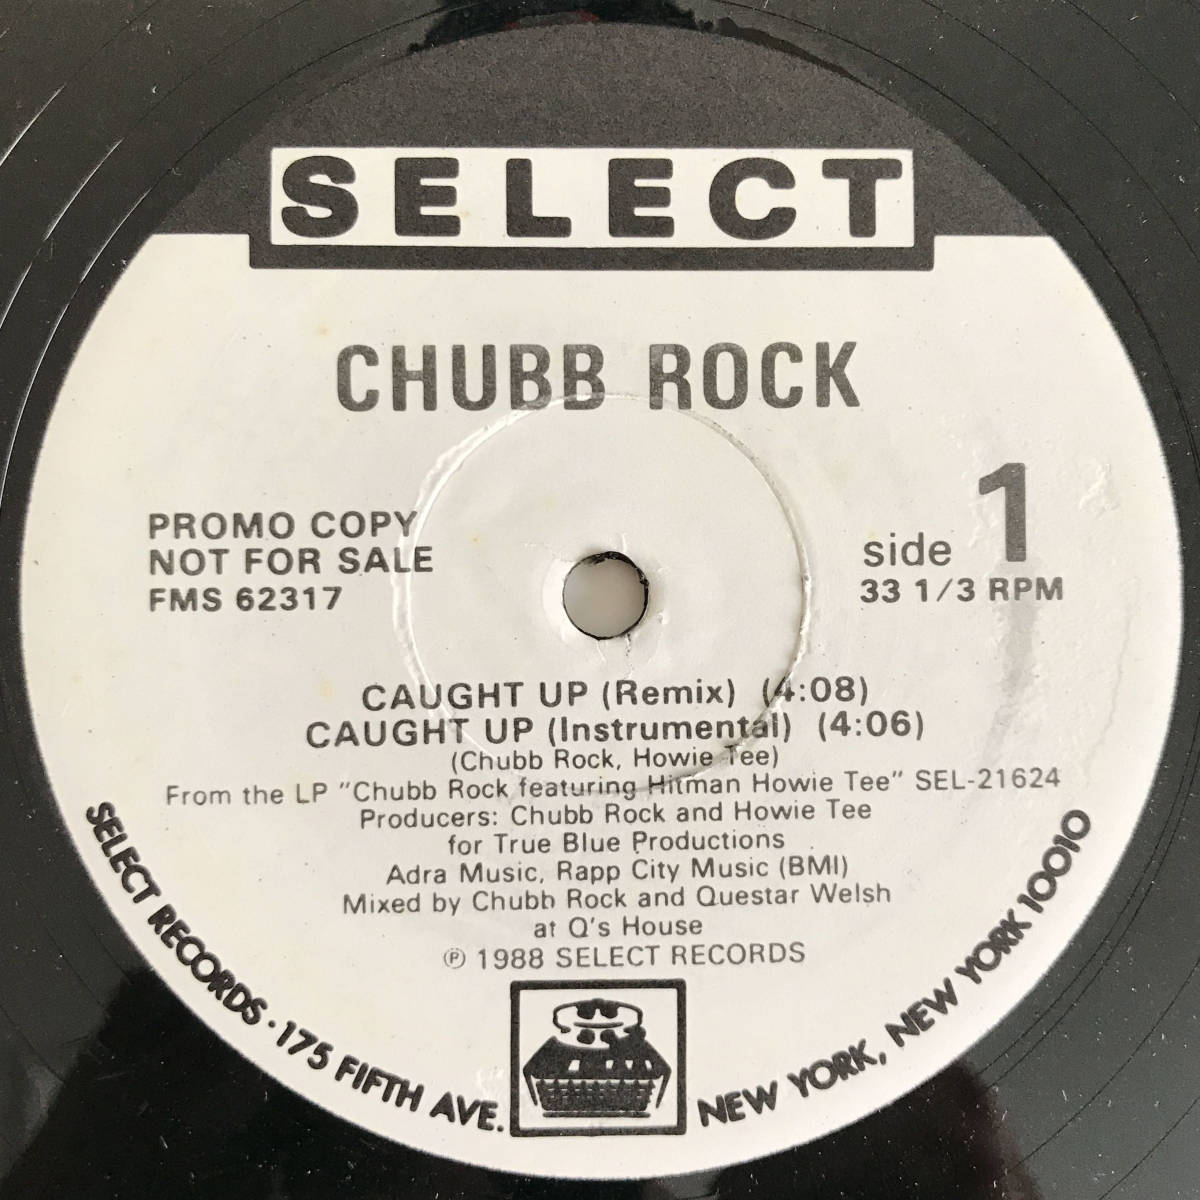 SELECT
CHUBB ROCK
PROMO COPY
NOT FOR SALE
FMS 62317
side 1
33 1/3 RPM
CAUGHT UP (Remix) (4:08)
CAUGHT UP (Instrumental) (4:06)
(Chubb Rock, Howie Tee)
From the LP "Chubb Rock featuring Hitman Howie Tee" SEL-21624
Producers: Chubb Rock and Howie Tee
for True Blue Productions
Adra Music, Rapp City Music (BMI)
Mixed by Chubb Rock and Questar Welsh
at Q's House
℗ 1988 SELECT RECORDS
SELECT RECORDS · 175 FIFTH AVE. NEW YORK, NEW YORK 10010